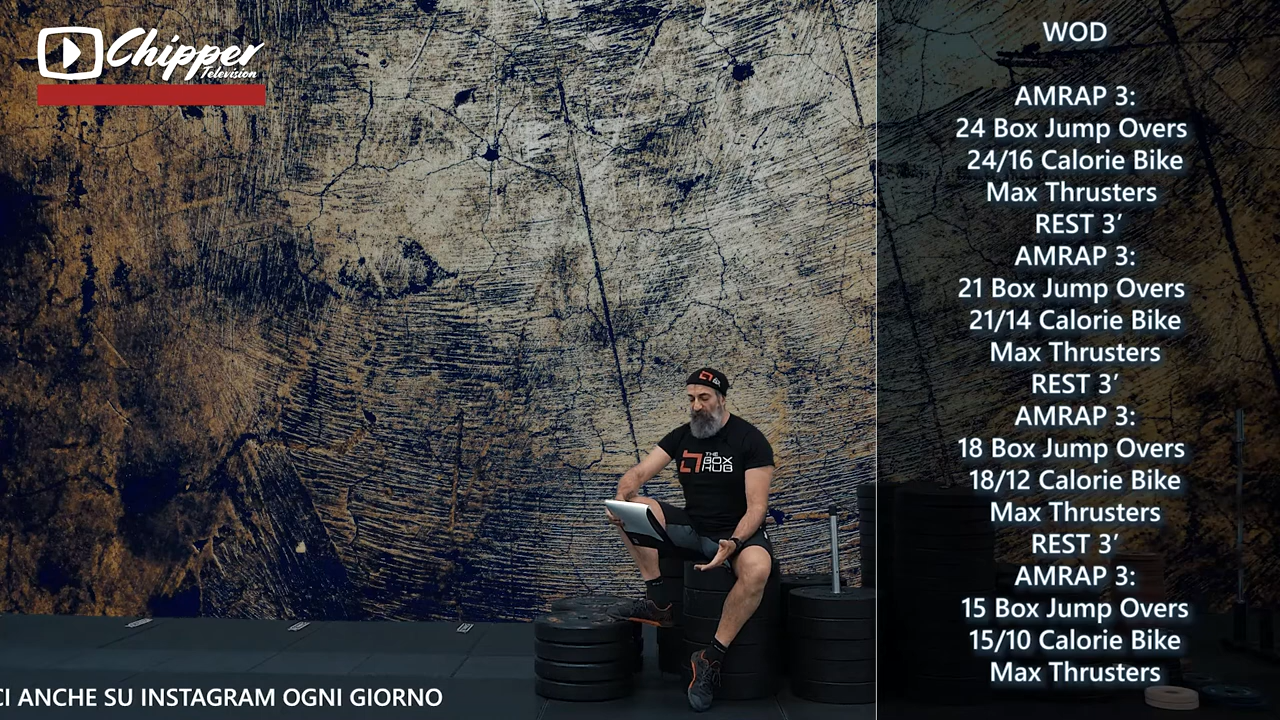 Chipper
Television
WOD
AMRAP 3:
24 Box Jump Overs
24/16 Calorie Bike
Max Thrusters
REST 3’
AMRAP 3:
21 Box Jump Overs
21/14 Calorie Bike
Max Thrusters
REST 3’
AMRAP 3:
18 Box Jump Overs
18/12 Calorie Bike
Max Thrusters
REST 3’
AMRAP 3:
15 Box Jump Overs
15/10 Calorie Bike
Max Thrusters
THE
BOX
HUB
CI ANCHE SU INSTAGRAM OGNI GIORNO